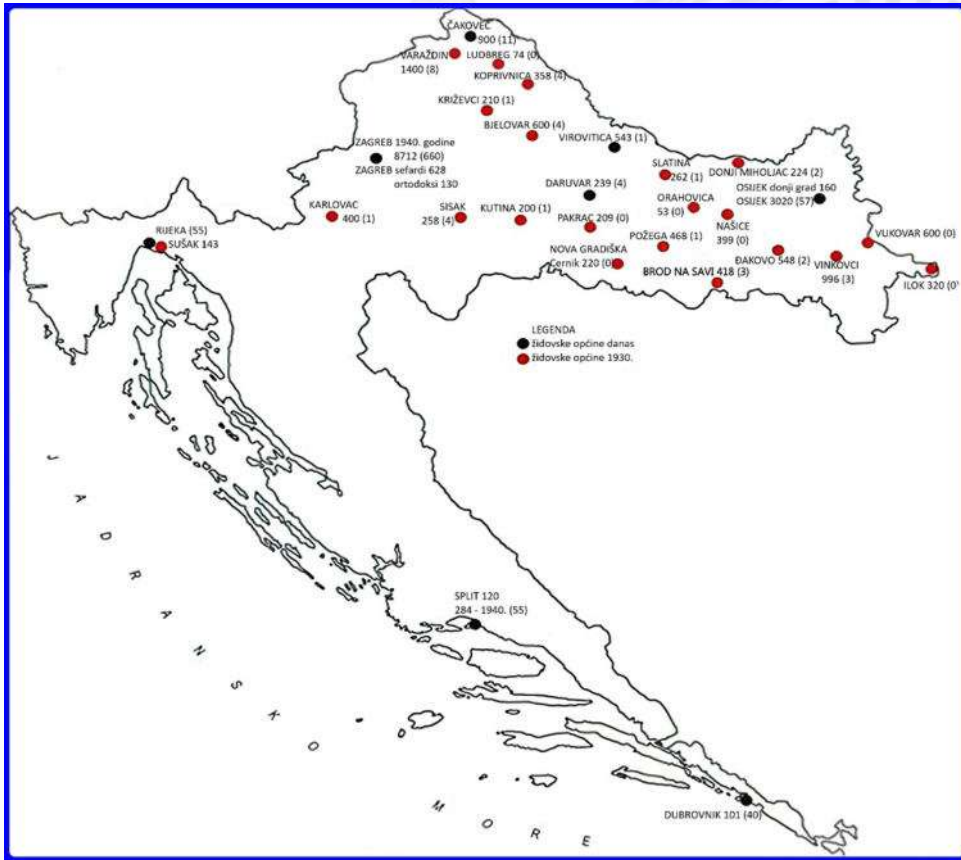 ČAKOVEC
900 (11)
VARAŽDIN
1400 (8)
LUDBREG 74 (0)
KOPRIVNICA 358 (4)
KRIŽEVCI 210 (1)
BJELOVAR 600 (4)
ZAGREB 1940. godine
8712 (660)
ZAGREB sefardi 628
ortodoksi 130
VIROVITICA 543 (1)
SLATINA
262 (1)
DONJI MIHOLJAC 224 (2)
OSIJEK donji grad 160
OSIJEK 3020 (57)
DARUVAR 239 (4)
ORAHOVICA
53 (0)
KARLOVAC
400 (1)
SISAK
258 (4)
KUTINA 200 (1)
PAKRAC 209 (0)
NAŠICE
399 (0)
VUKOVAR 600 (0)
RIJEKA (55)
SUŠAK 143
NOVA GRADIŠKA
Cernik 220 (0)
POŽEGA 468 (1)
ĐAKOVO 548 (2)
VINKOVCI
996 (3)
BROD NA SAVI 418 (3)
ILOK 320 (0)
LEGENDA
židovske općine danas
židovske općine 1930.
JADRANSKO MORE
SPLIT 120
284 - 1940. (55)
DUBROVNIK 101 (40)